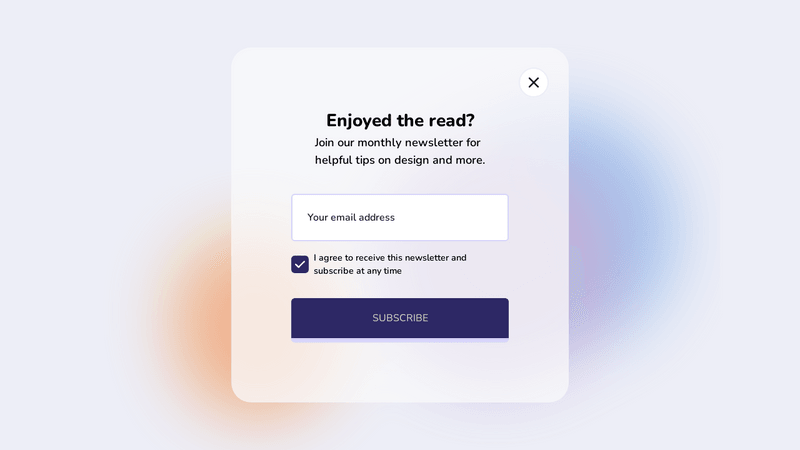 Enjoyed the read?
Join our monthly newsletter for
helpful tips on design and more.
Your email address
I agree to receive this newsletter and
subscribe at any time
SUBSCRIBE